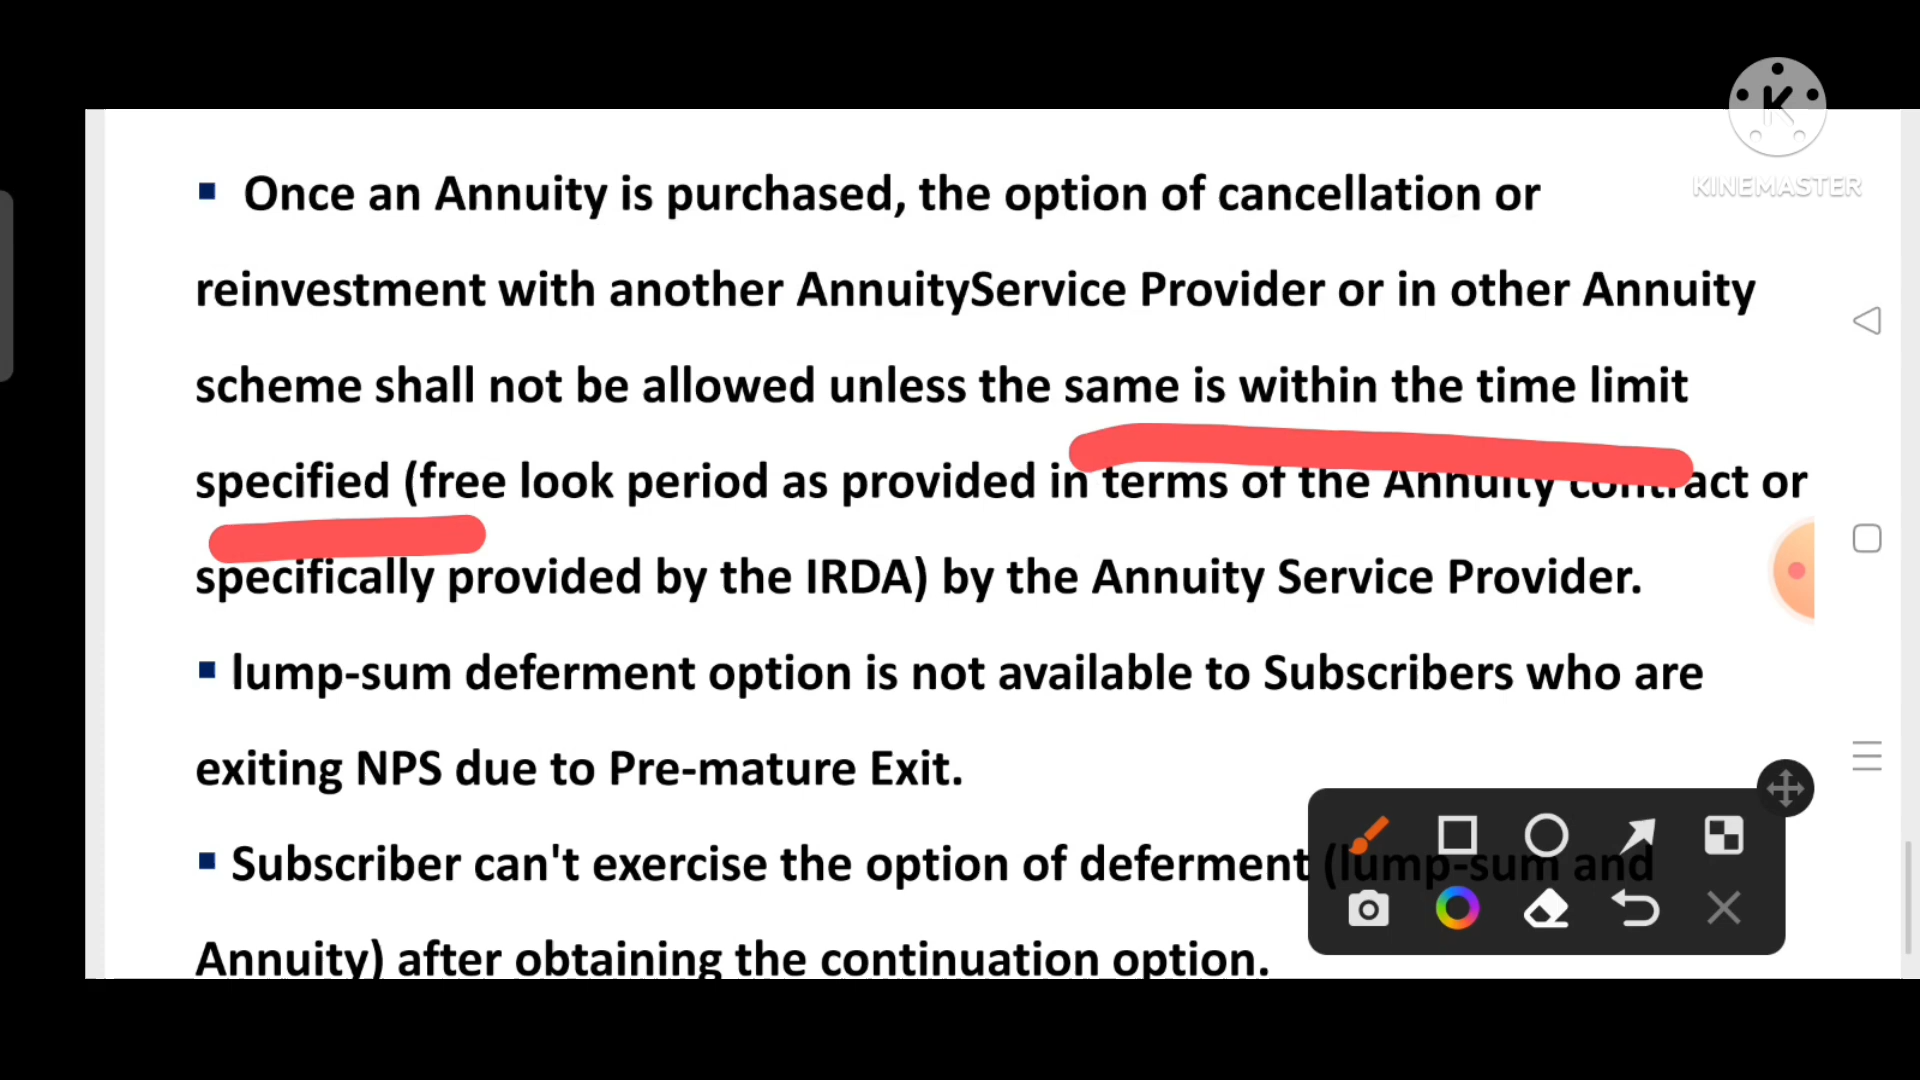 KINEMASTER
▪ Once an Annuity is purchased, the option of cancellation or
reinvestment with another AnnuityService Provider or in other Annuity
scheme shall not be allowed unless the same is within the time limit
specified (free look period as provided in terms of the Annuity contract or
specifically provided by the IRDA) by the Annuity Service Provider.
▪ lump-sum deferment option is not available to Subscribers who are
exiting NPS due to Pre-mature Exit.
▪ Subscriber can't exercise the option of deferment (lump-sum and
Annuity) after obtaining the continuation option.